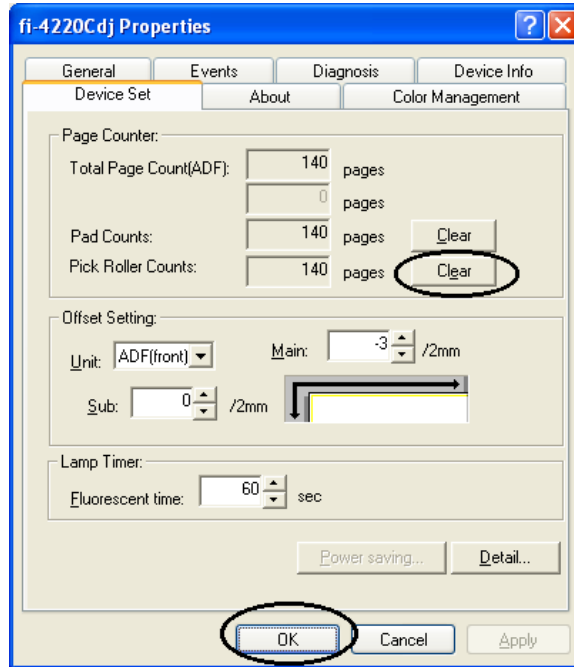 fi-4220Cdj Properties
General Events Diagnosis Device Info
Device Set About Color Management
Page Counter:
Total Page Count(ADF): 140 pages
0 pages
Pad Counts: 140 pages Clear
Pick Roller Counts: 140 pages Clear
Offset Setting:
Unit: ADF(front) Main: -3 /2mm
Sub: 0 /2mm
Lamp Timer:
Fluorescent time: 60 sec
Power saving... Detail...
OK Cancel Apply